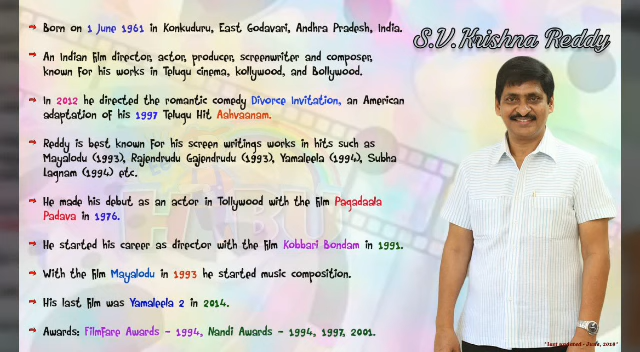 S.V.Krishna Reddy
Born on 1 June 1961 in Konkuduru, East Godavari, Andhra Pradesh, India.
An Indian film director, actor, producer, screenwriter and composer,
known for his works in Telugu cinema, kollywood, and Bollywood.
In 2012 he directed the romantic comedy Divorce Invitation, an American
adaptation of his 1997 Telugu Hit Aahvaanam.
Reddy is best known for his screen writings works in hits such as
Mayalodu (1993), Rajendrudu Gajendrudu (1993), Yamaleela (1994), Subha
Lagnam (1994) etc.
He made his debut as an actor in Tollywood with the film Pagadaala
Padava in 1976.
He started his career as director with the film Kobbari Bondam in 1991.
With the film Mayalodu in 1993 he started music composition.
His last film was Yamaleela 2 in 2014.
Awards: FilmFare Awards - 1994, Nandi Awards - 1994, 1997, 2001.
"last updated - June, 2016"